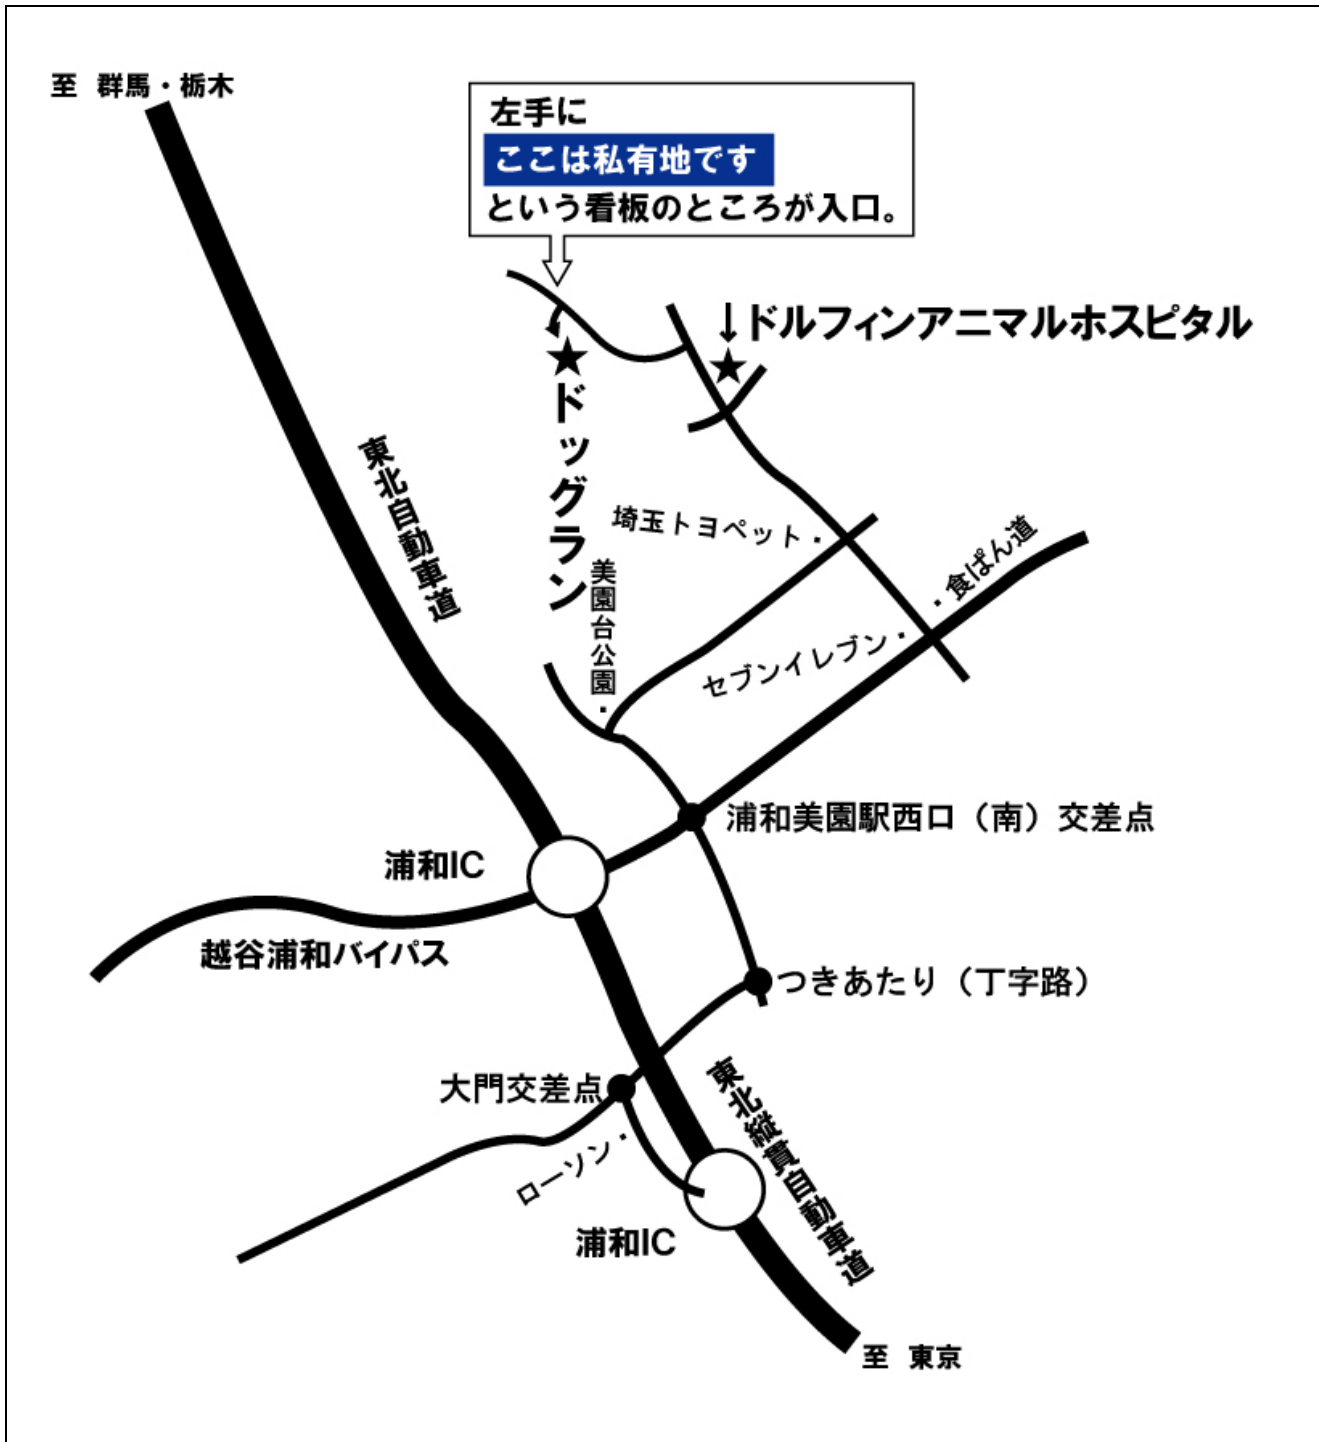 至 群馬・栃木
左手に
ここは私有地です
という看板のところが入口。
↓ドルフィンアニマルホスピタル
★
★ドッグラン
東北自動車道
埼玉トヨペット・
美園台公園・
・食ぱん道
セブンイレブン・
浦和美園駅西口（南）交差点
浦和IC
越谷浦和バイパス
つきあたり（丁字路）
大門交差点
東北縦貫自動車道
ローソン・
浦和IC
至 東京